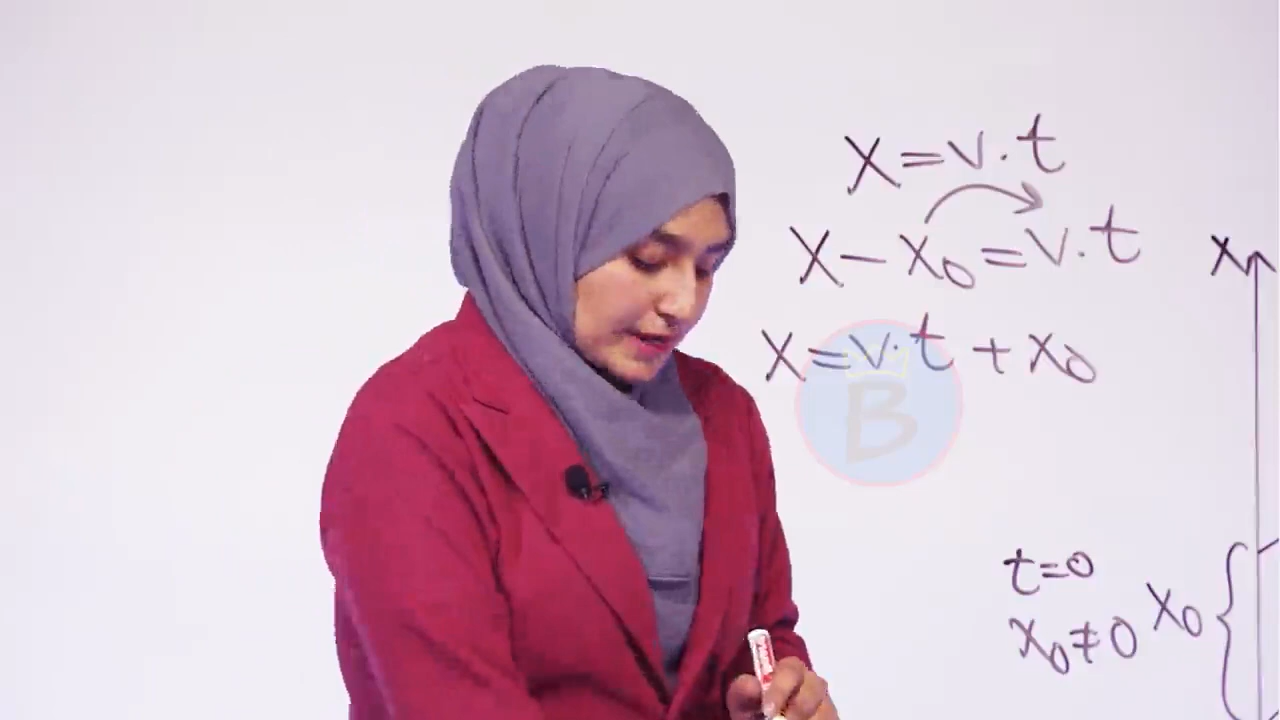 x = v. t
x – x₀ = v. t
x = v. t + x₀
B
x
t = 0
x₀ ≠ 0
x₀